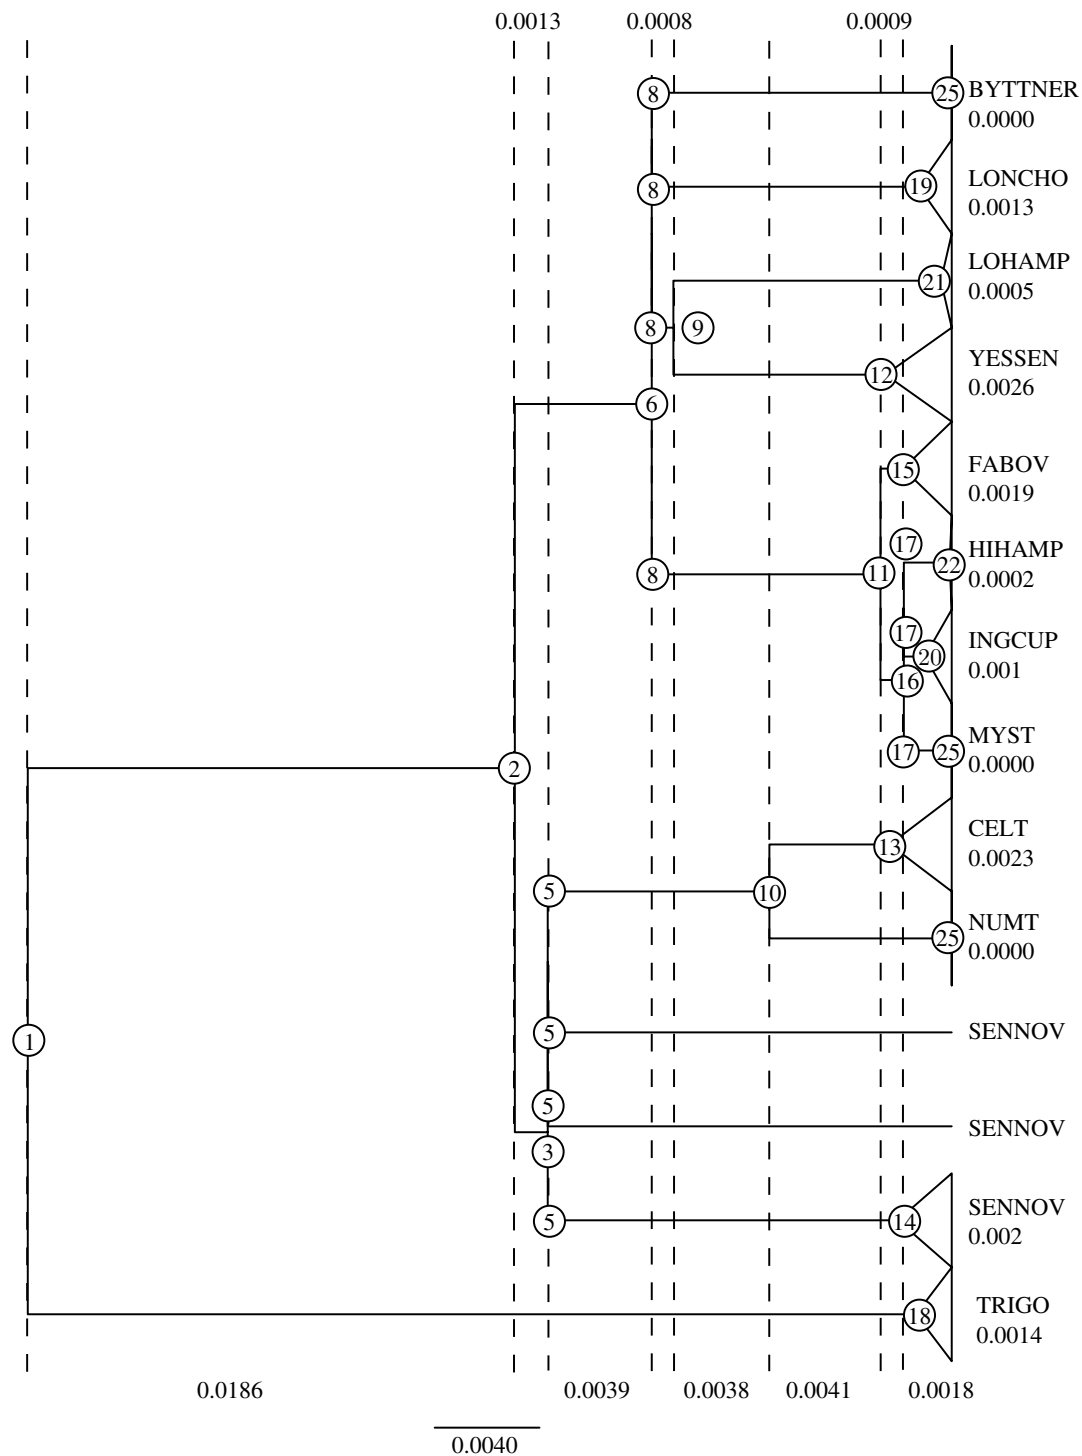 0.0013 0.0008 0.0009
8 25 BYTTNER
0.0000
8 19 LONCHO
0.0013
21 LOHAMP
0.0005
8 9
12 YESSEN
0.0026
6
15 FABOV
0.0019
17 HIHAMP
8 11 22 0.0002
17 INGCUP
20 0.001
16
17 25 MYST
0.0000
2
13 CELT
0.0023
5 10
25 NUMT
0.0000
1 5 SENNOV
5
SENNOV
3
5 14 SENNOV
0.002
18 TRIGO
0.0014
0.0186 0.0039 0.0038 0.0041 0.0018
0.0040